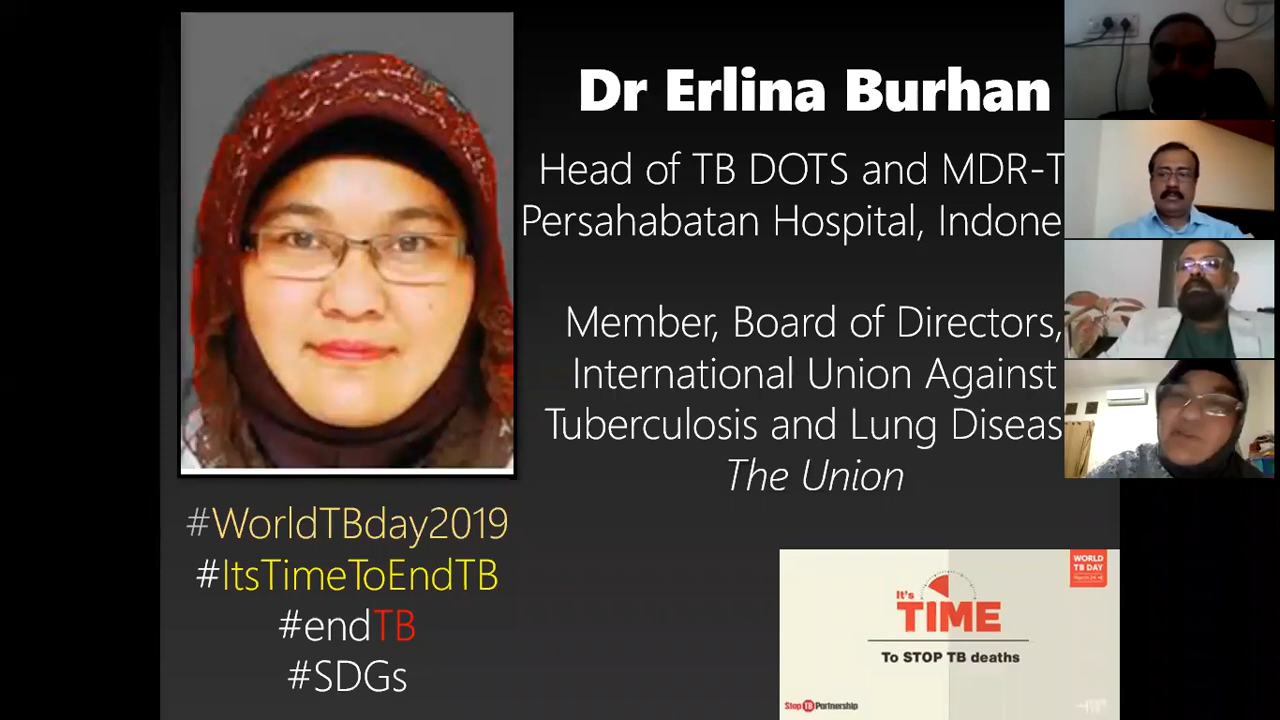 Dr Erlina Burhan
Head of TB DOTS and MDR-T
Persahabatan Hospital, Indone
Member, Board of Directors,
International Union Against
Tuberculosis and Lung Diseas
The Union
#WorldTBday2019
#ItsTimeToEndTB
#endTB
#SDGs
WORLD
TB DAY
It's
TIME
To STOP TB deaths
Stop TB Partnership